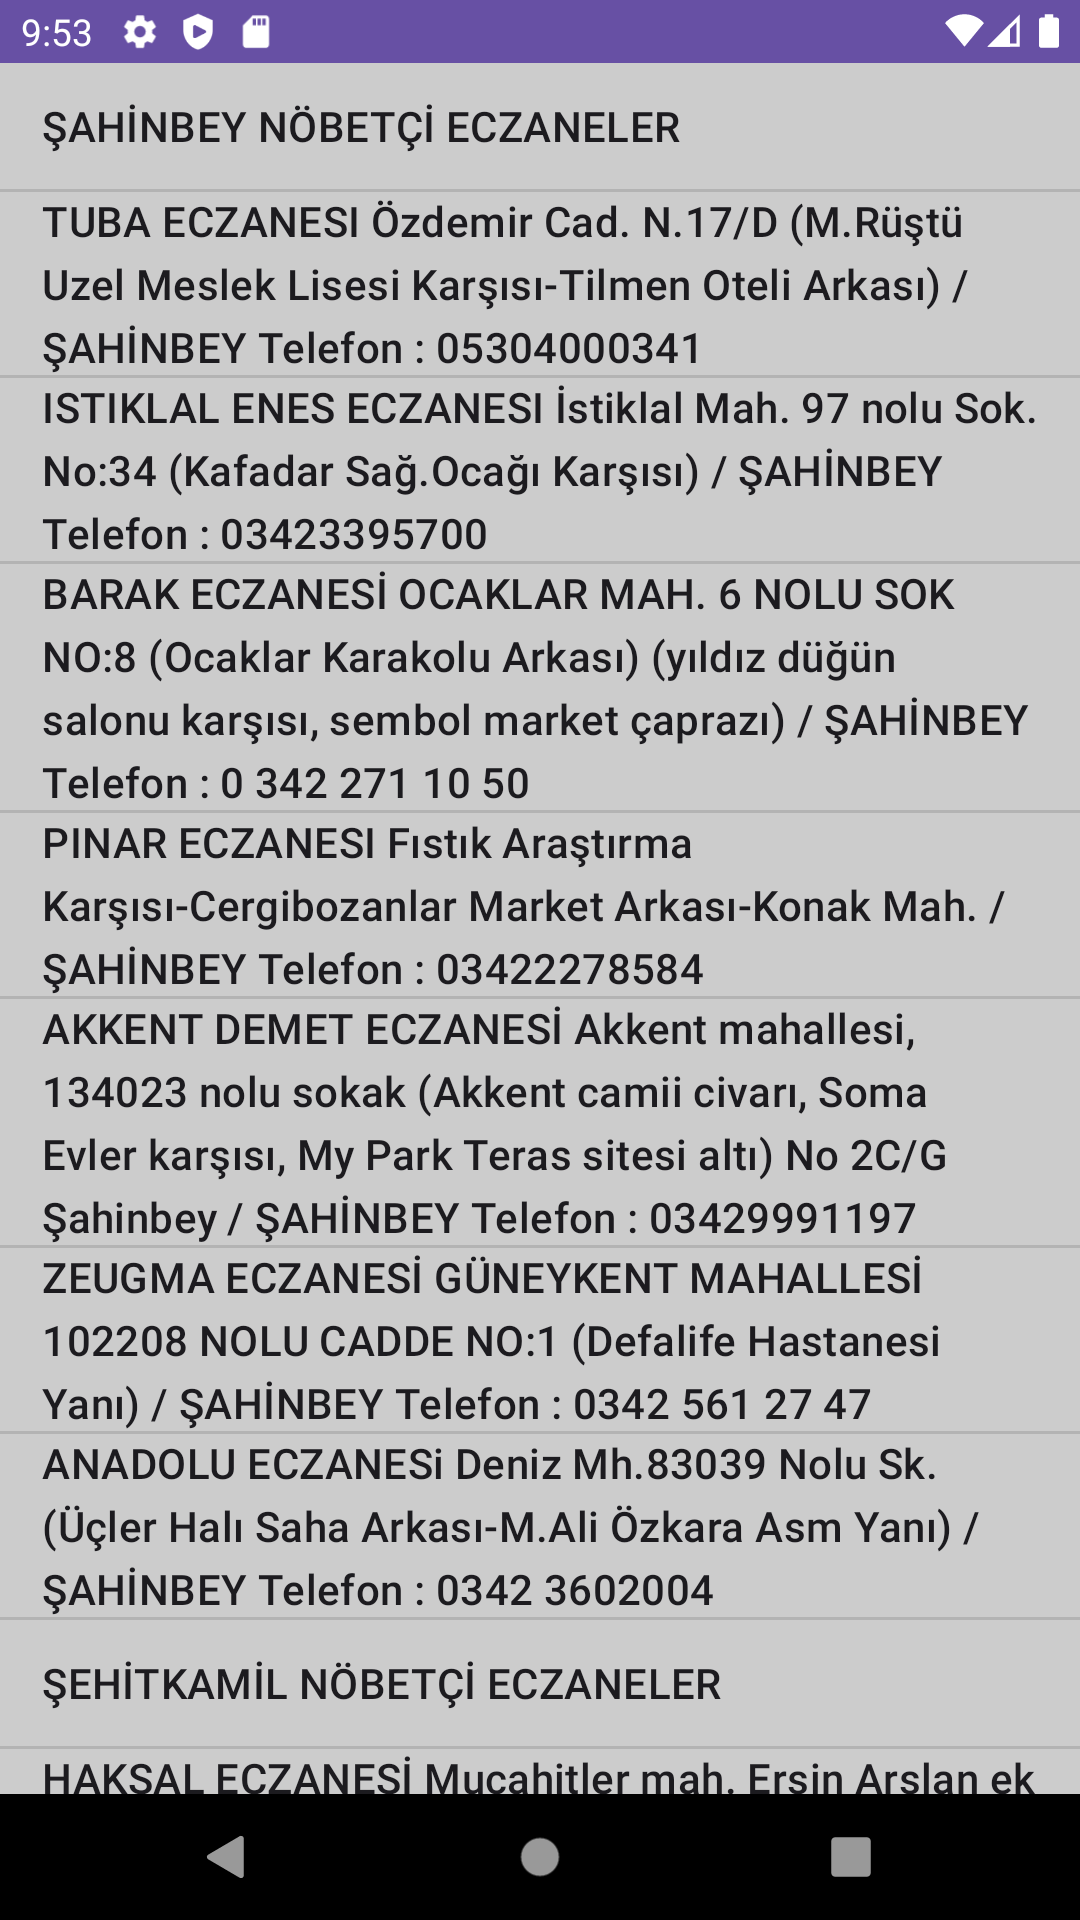 9:53
ŞAHİNBEY NÖBETÇİ ECZANELER
TUBA ECZANESI Özdemir Cad. N.17/D (M.Rüştü
Uzel Meslek Lisesi Karşısı-Tilmen Oteli Arkası) /
ŞAHİNBEY Telefon : 05304000341
ISTIKLAL ENES ECZANESI İstiklal Mah. 97 nolu Sok.
No:34 (Kafadar Sağ.Ocağı Karşısı) / ŞAHİNBEY
Telefon : 03423395700
BARAK ECZANESİ OCAKLAR MAH. 6 NOLU SOK
NO:8 (Ocaklar Karakolu Arkası) (yıldız düğün
salonu karşısı, sembol market çaprazı) / ŞAHİNBEY
Telefon : 0 342 271 10 50
PINAR ECZANESI Fıstık Araştırma
Karşısı-Cergibozanlar Market Arkası-Konak Mah. /
ŞAHİNBEY Telefon : 03422278584
AKKENT DEMET ECZANESİ Akkent mahallesi,
134023 nolu sokak (Akkent camii civarı, Soma
Evler karşısı, My Park Teras sitesi altı) No 2C/G
Şahinbey / ŞAHİNBEY Telefon : 03429991197
ZEUGMA ECZANESİ GÜNEYKENT MAHALLESİ
102208 NOLU CADDE NO:1 (Defalife Hastanesi
Yanı) / ŞAHİNBEY Telefon : 0342 561 27 47
ANADOLU ECZANESi Deniz Mh.83039 Nolu Sk.
(Üçler Halı Saha Arkası-M.Ali Özkara Asm Yanı) /
ŞAHİNBEY Telefon : 0342 3602004
ŞEHİTKAMİL NÖBETÇİ ECZANELER
HAKSAL ECZANESİ Mucahitler mah. Ersin Arslan ek